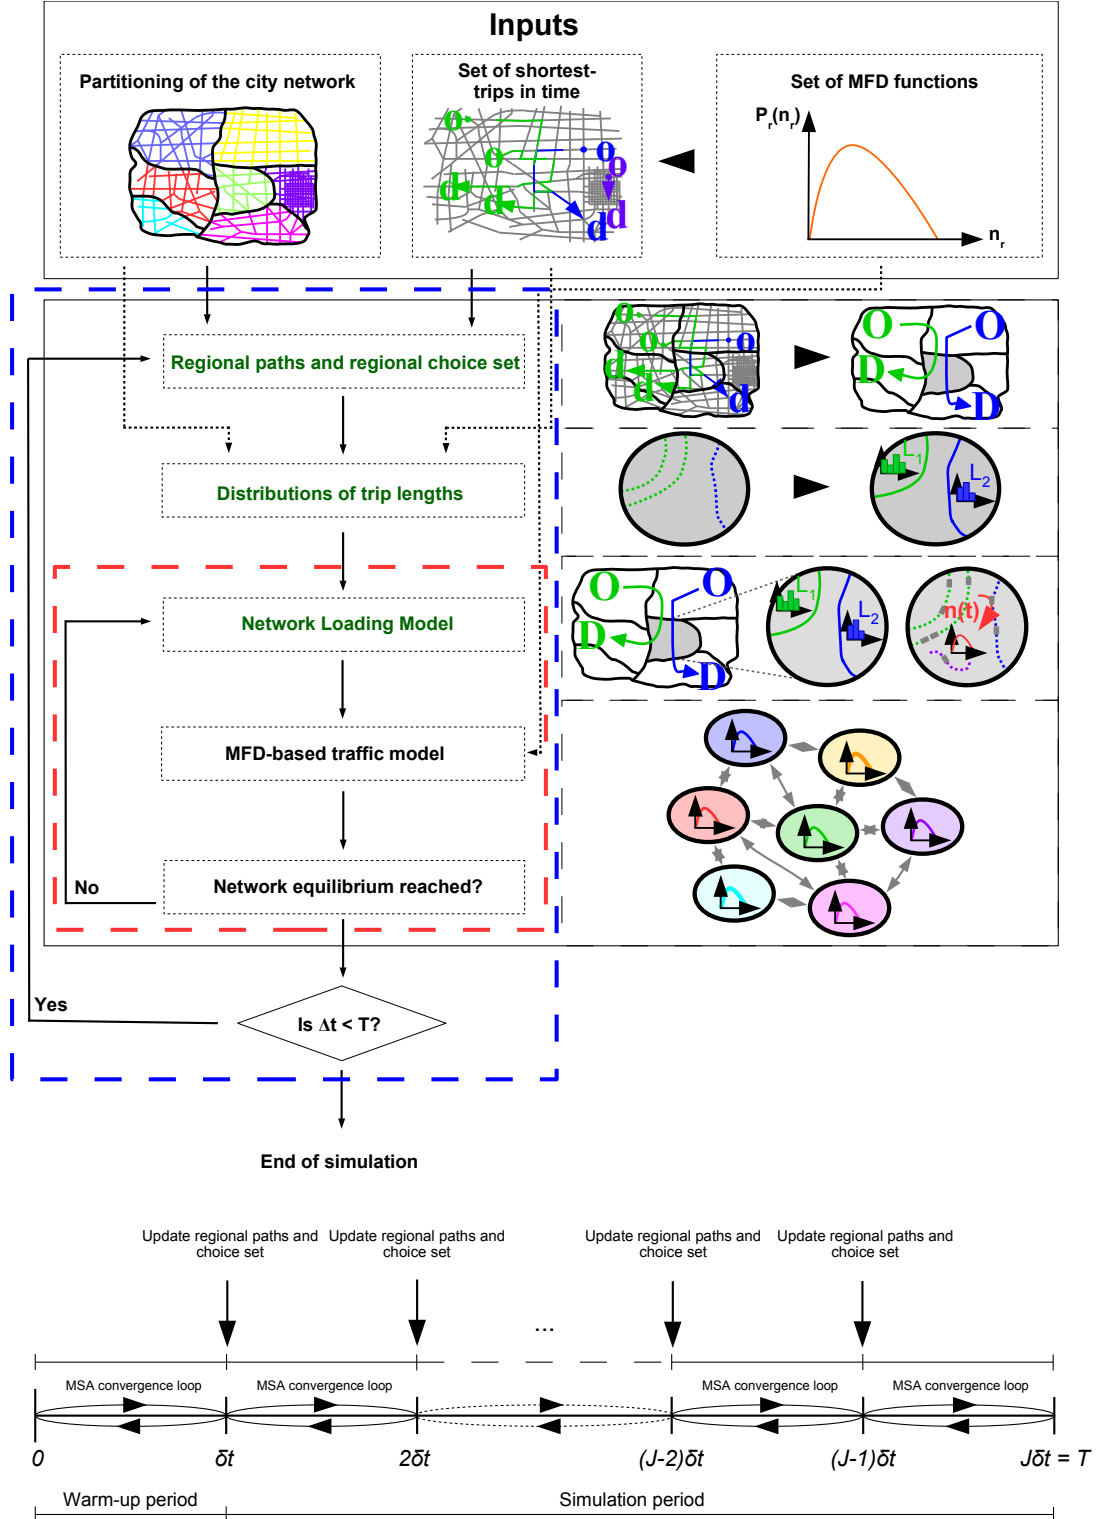 Inputs
Partitioning of the city network
Set of shortest-
trips in time
Set of MFD functions
o
o
o
o
d
d
d
d
P_r(n_r)
n_r
Regional paths and regional choice set
o
o
o
d
d
d
O
O
D
D
Distributions of trip lengths
L_1
L_2
Network Loading Model
O
O
D
D
L_1
L_2
n(t)
MFD-based traffic model
Network equilibrium reached?
No
Yes
Is Δt < T?
End of simulation
Update regional paths and
choice set
Update regional paths and
choice set
...
Update regional paths and
choice set
Update regional paths and
choice set
MSA convergence loop
MSA convergence loop
MSA convergence loop
MSA convergence loop
0
δt
2δt
(J-2)δt
(J-1)δt
Jδt = T
Warm-up period
Simulation period